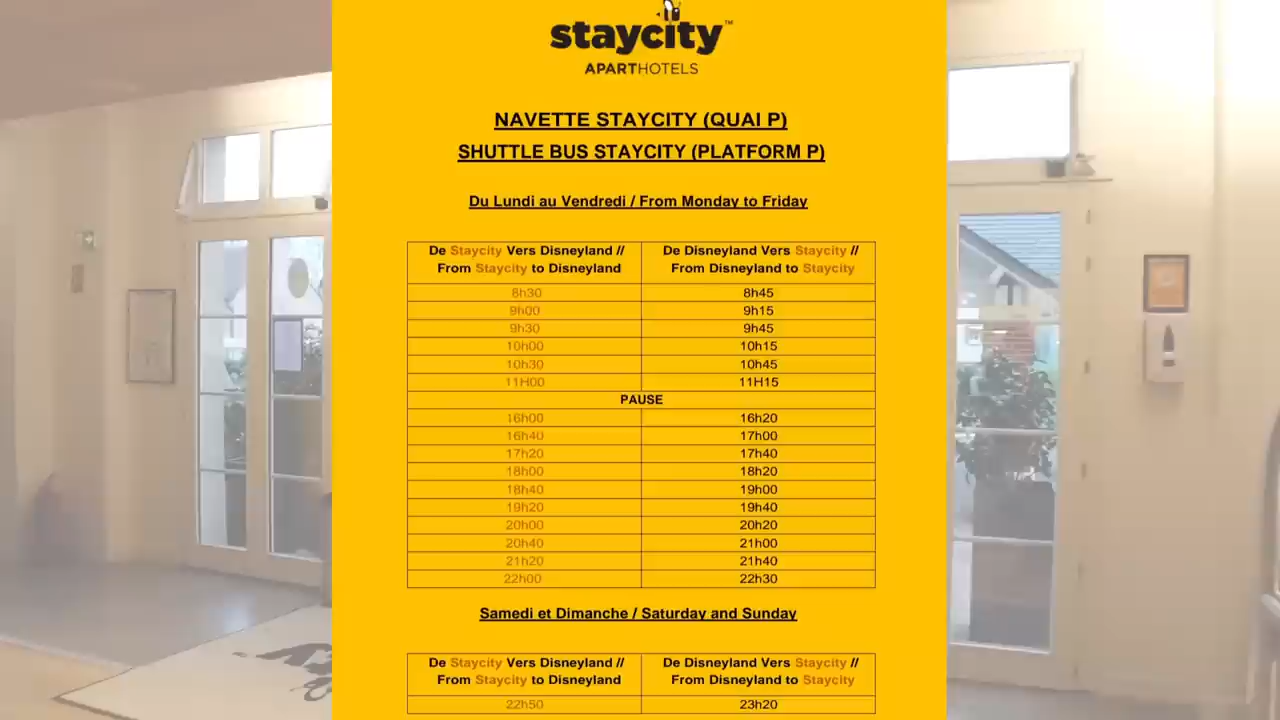 staycity™
APARTHOTELS
NAVETTE STAYCITY (QUAI P)
SHUTTLE BUS STAYCITY (PLATFORM P)
Du Lundi au Vendredi / From Monday to Friday
De Staycity Vers Disneyland // From Staycity to Disneyland
De Disneyland Vers Staycity // From Disneyland to Staycity
8h30 8h45
9h00 9h15
9h30 9h45
10h00 10h15
10h30 10h45
11H00 11H15
PAUSE
16h00 16h20
16h40 17h00
17h20 17h40
18h00 18h20
18h40 19h00
19h20 19h40
20h00 20h20
20h40 21h00
21h20 21h40
22h00 22h30
Samedi et Dimanche / Saturday and Sunday
De Staycity Vers Disneyland // From Staycity to Disneyland
De Disneyland Vers Staycity // From Disneyland to Staycity
22h50 23h20